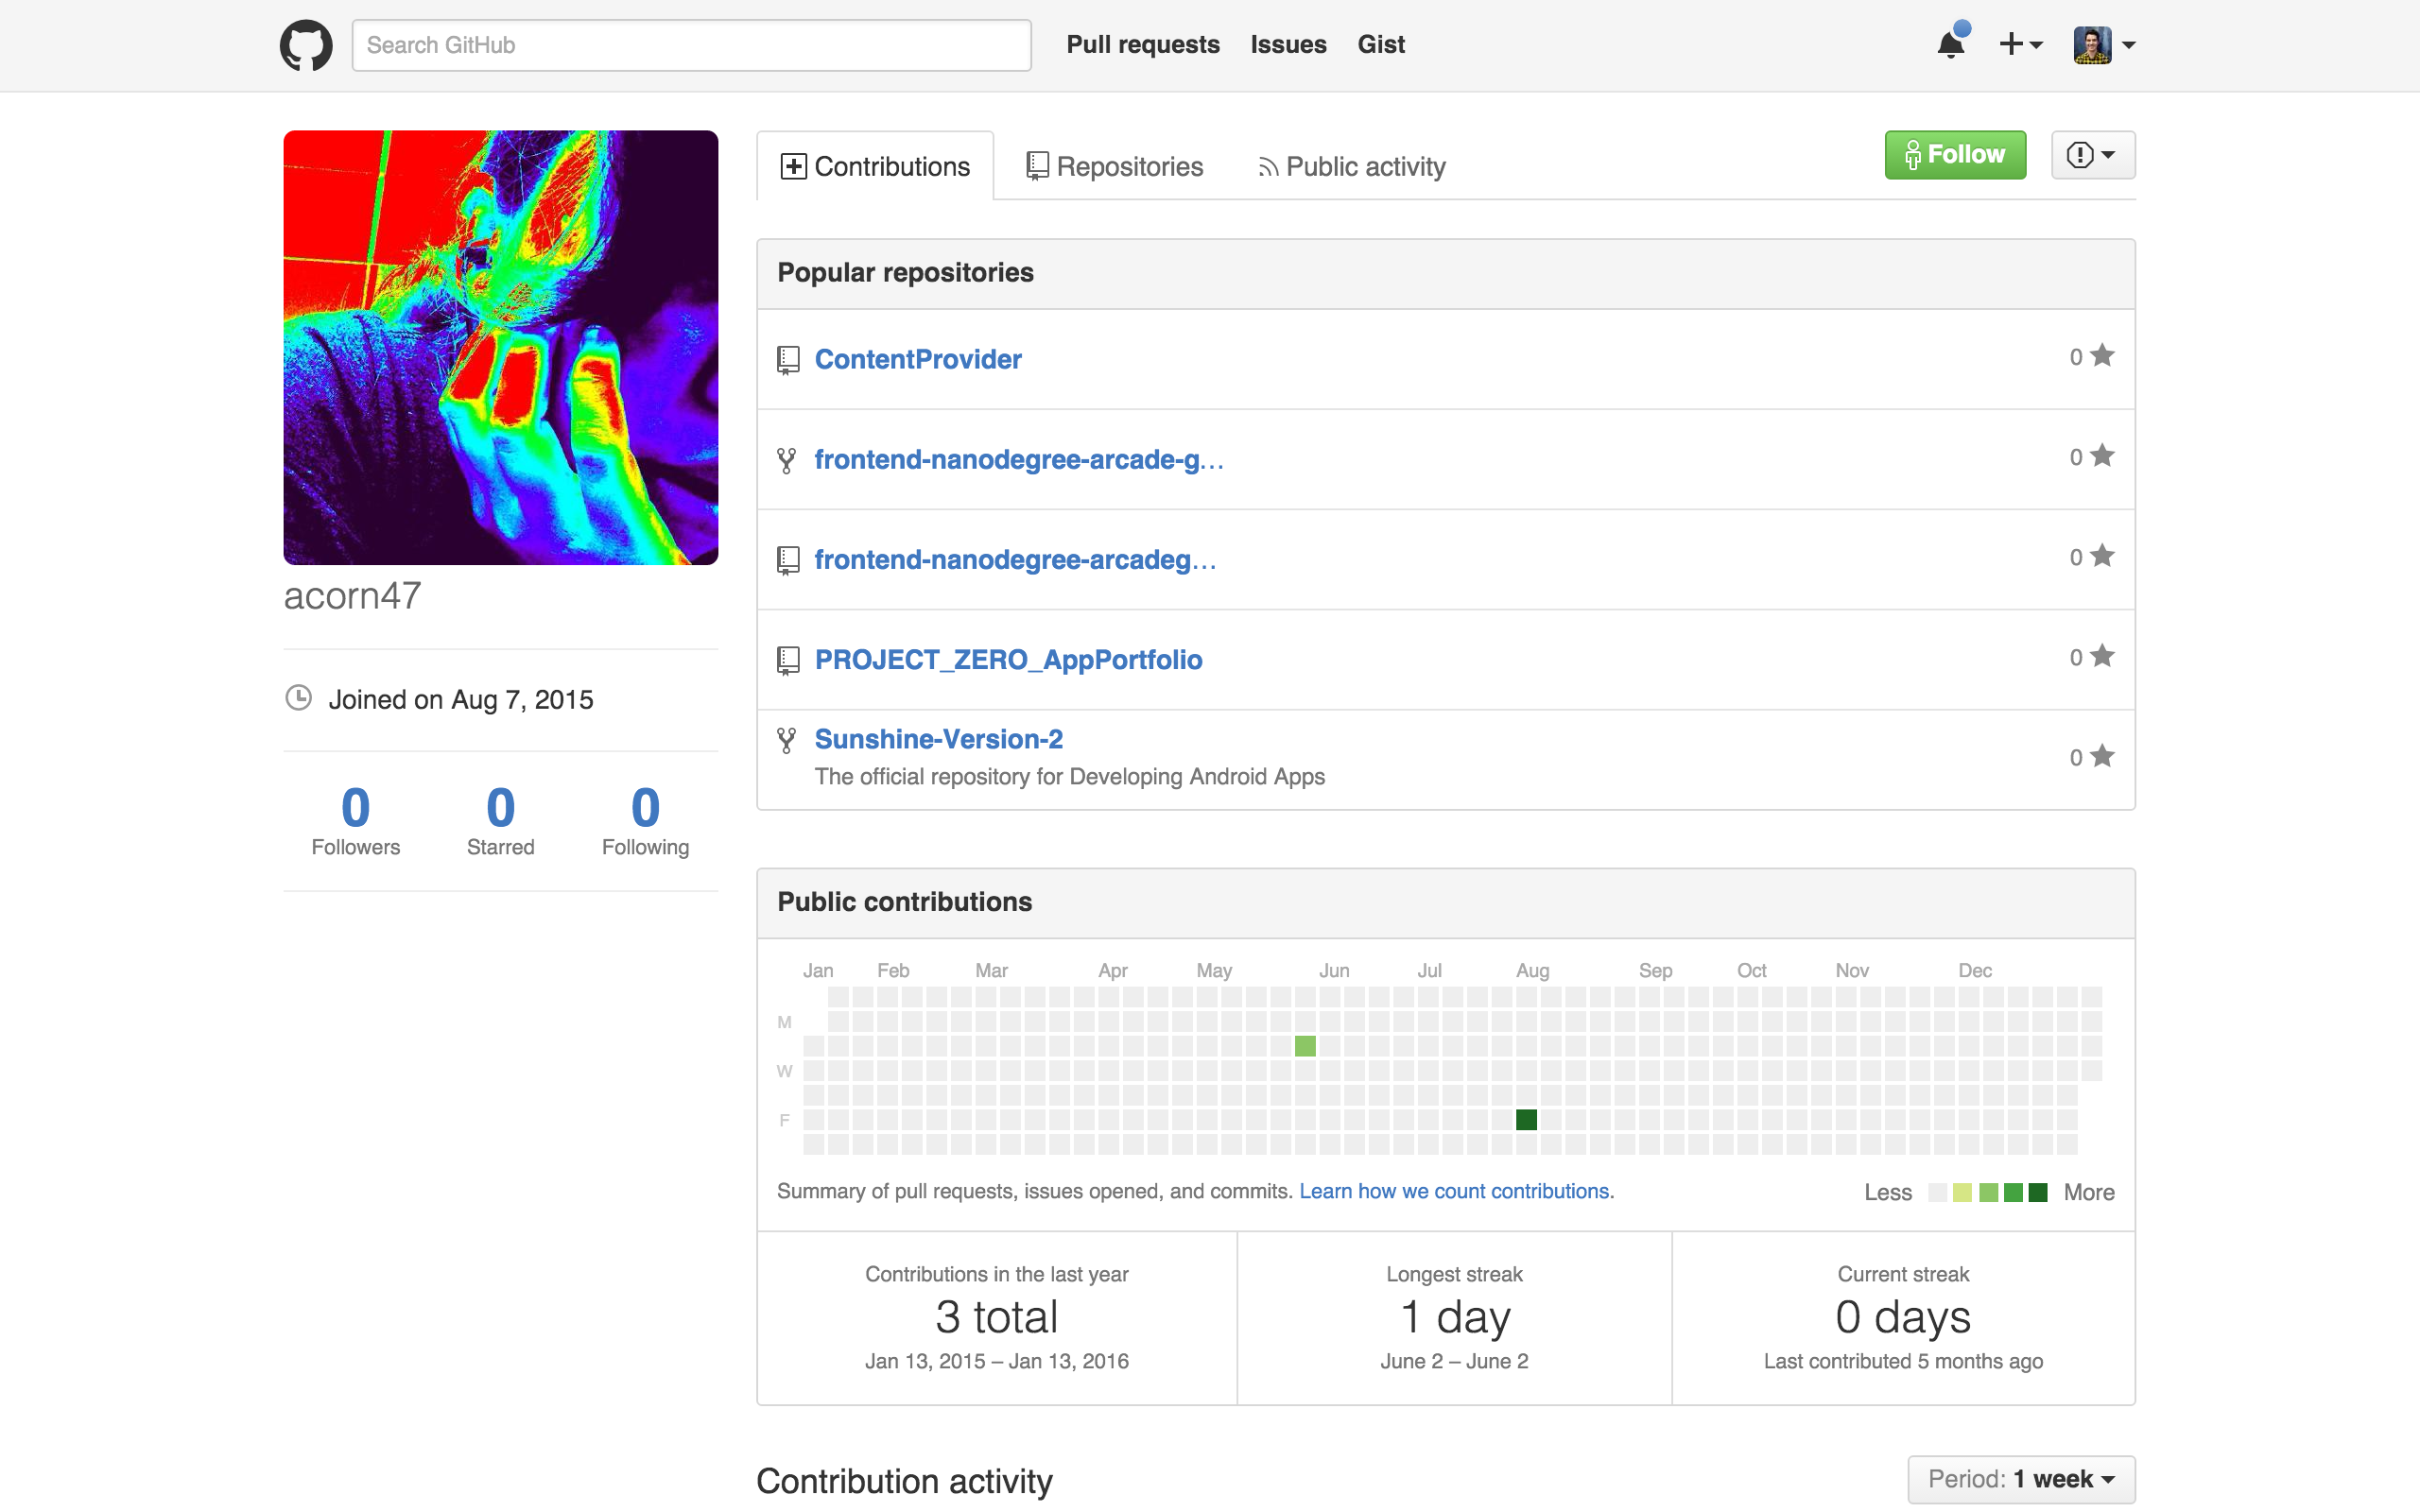 Search GitHub
Pull requests Issues Gist
Contributions Repositories Public activity
Follow
acorn47
Joined on Aug 7, 2015
0 0 0
Followers Starred Following
Popular repositories
ContentProvider 0
frontend-nanodegree-arcade-g… 0
frontend-nanodegree-arcadeg… 0
PROJECT_ZERO_AppPortfolio 0
Sunshine-Version-2 0
The official repository for Developing Android Apps
Public contributions
Jan Feb Mar Apr May Jun Jul Aug Sep Oct Nov Dec
M
W
F
Summary of pull requests, issues opened, and commits. Learn how we count contributions.
Less More
Contributions in the last year
3 total
Jan 13, 2015 – Jan 13, 2016
Longest streak
1 day
June 2 – June 2
Current streak
0 days
Last contributed 5 months ago
Contribution activity
Period: 1 week